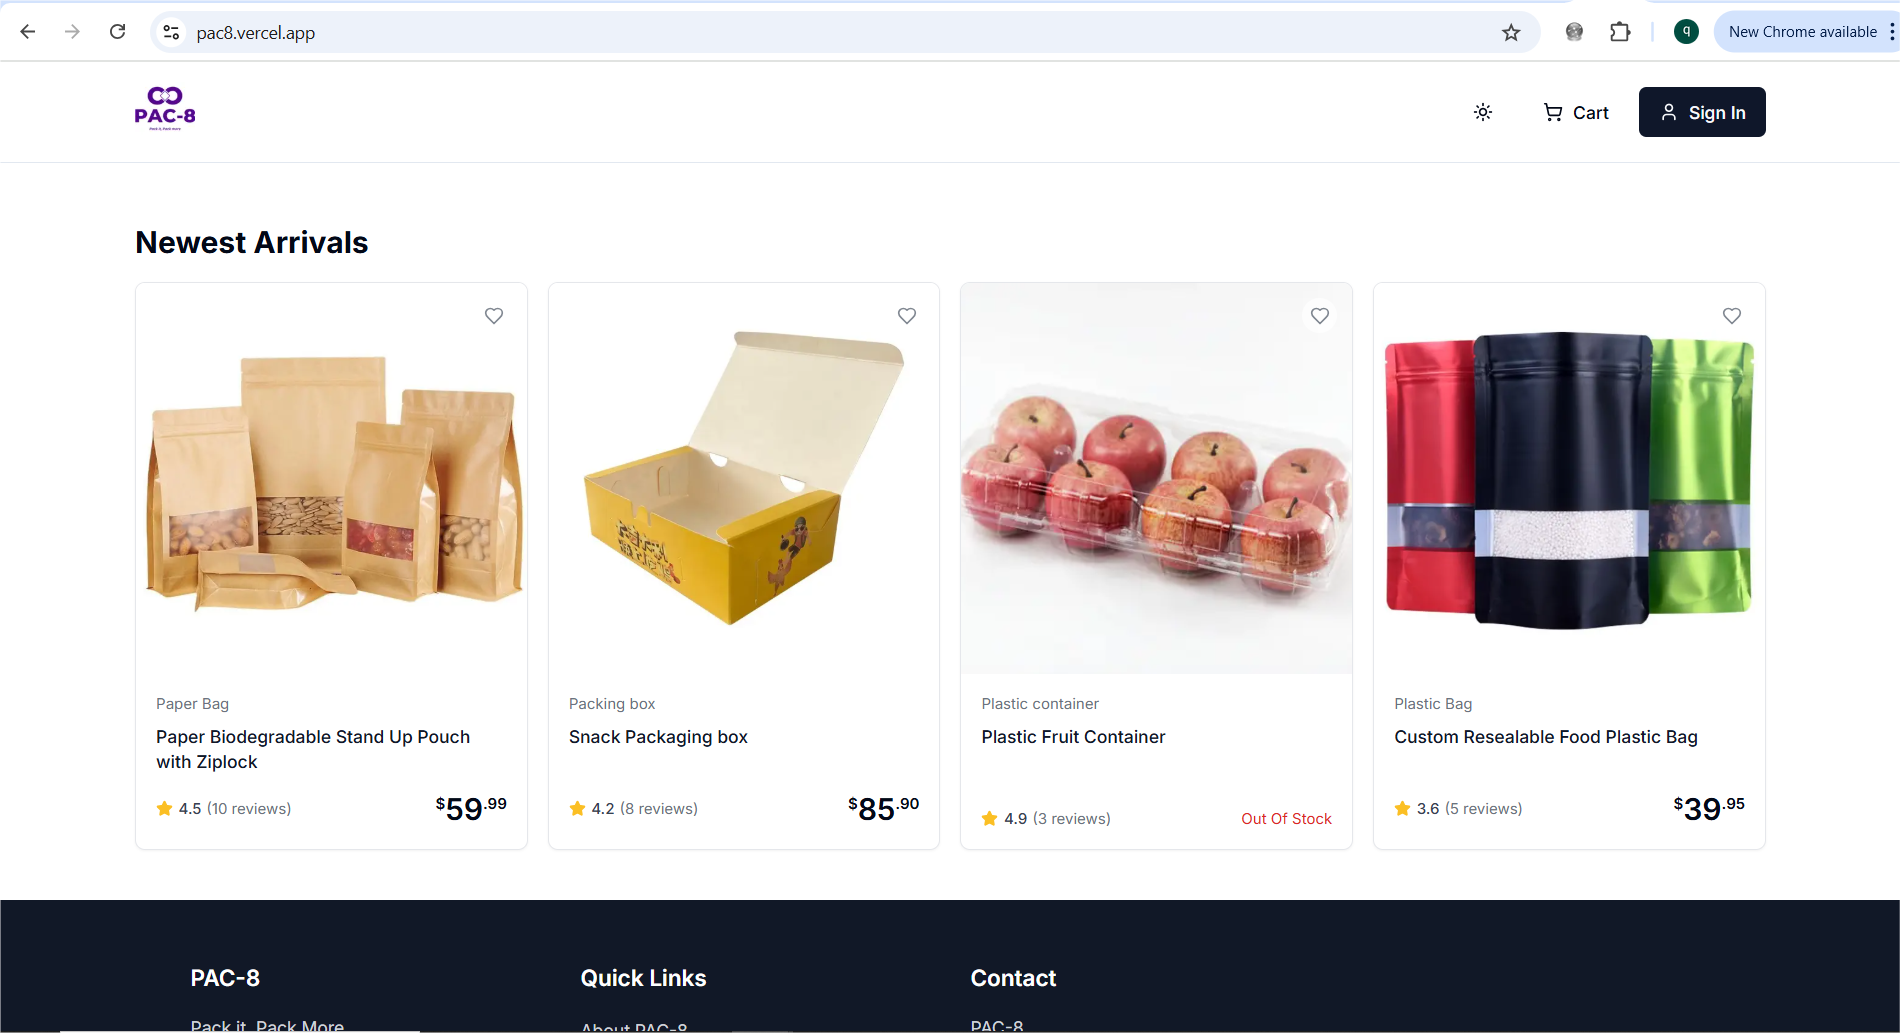 pac8.vercel.app
q
New Chrome available
PAC-8
Pack it, Pack more
Cart
Sign In
Newest Arrivals
Paper Bag
Paper Biodegradable Stand Up Pouch
with Ziplock
4.5 (10 reviews)
$59.99
Packing box
Snack Packaging box
4.2 (8 reviews)
$85.90
Plastic container
Plastic Fruit Container
4.9 (3 reviews)
Out Of Stock
Plastic Bag
Custom Resealable Food Plastic Bag
3.6 (5 reviews)
$39.95
PAC-8
Quick Links
Contact
Pack it, Pack More
About PAC-8
PAC-8